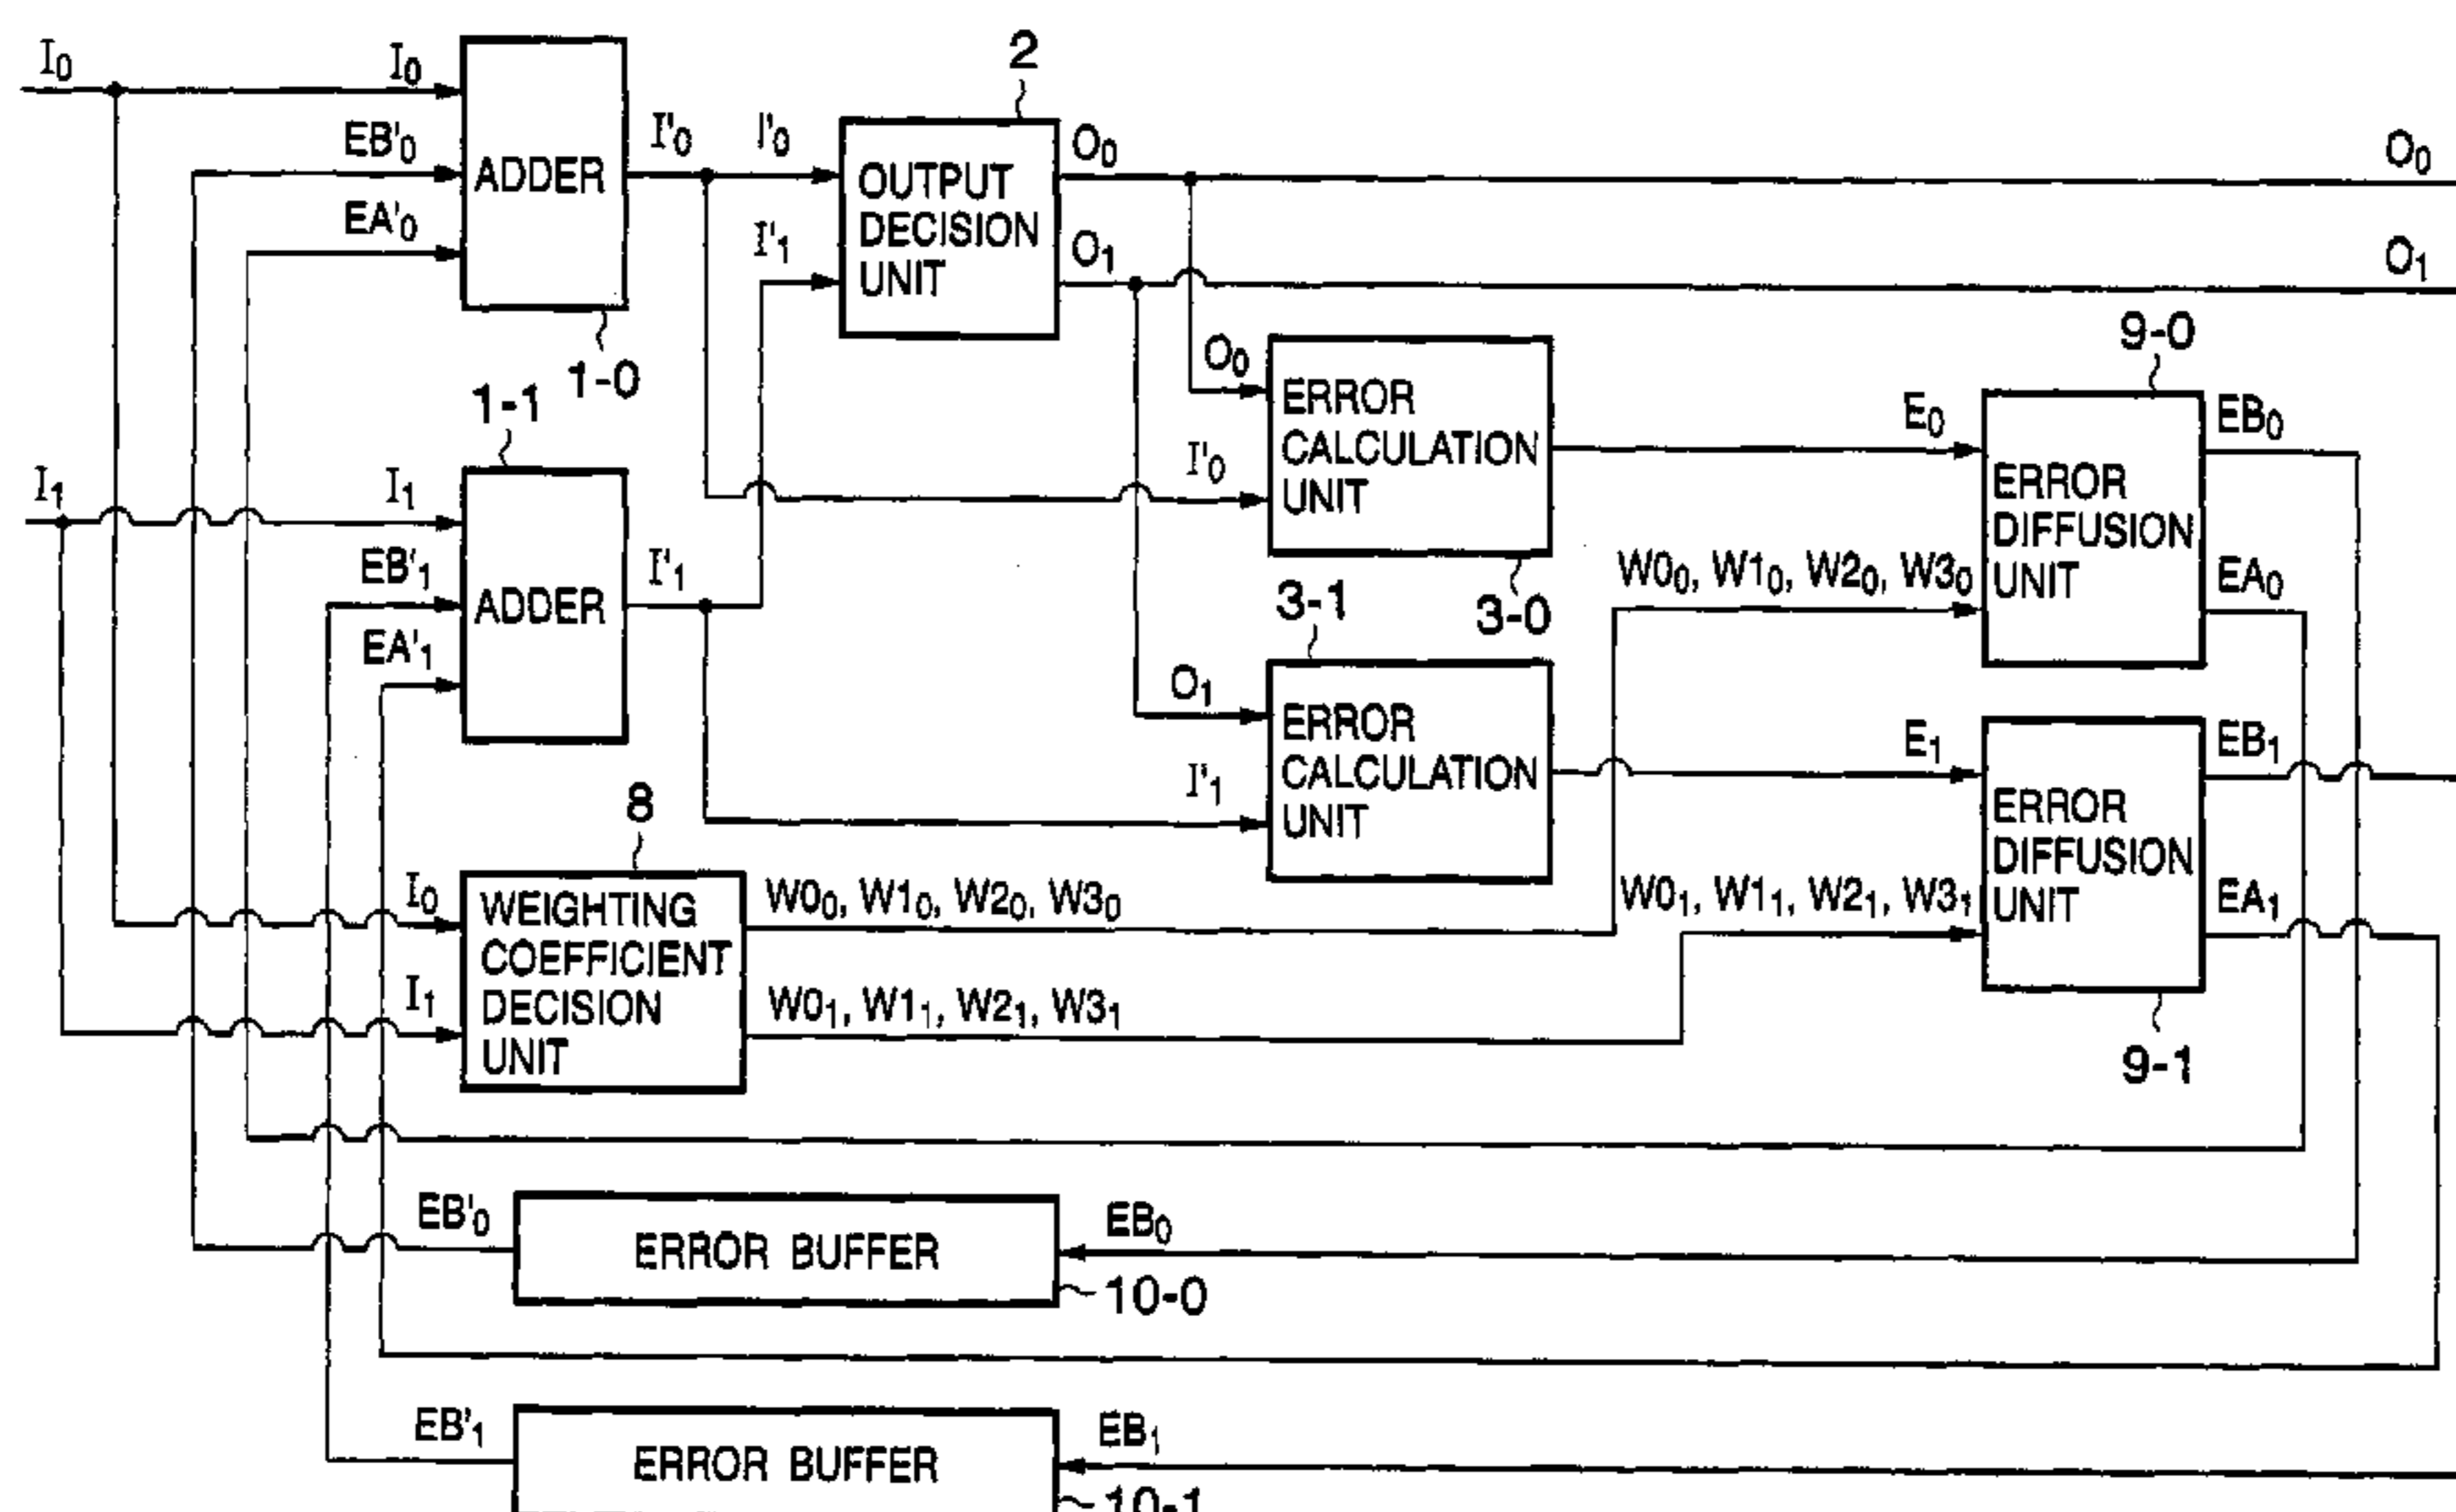 2
I₀
I₀
EB'₀
EA'₀
ADDER
1-0
I'₀
I'₀
I'₁
OUTPUT
DECISION
UNIT
O₀
O₁
O₀
O₁
1-1
I₁
I₁
EB'₁
EA'₁
ADDER
I'₁
O₀
I'₀
ERROR
CALCULATION
UNIT
3-0
3-1
O₁
I'₁
ERROR
CALCULATION
UNIT
9-0
E₀
W0₀, W1₀, W2₀, W3₀
ERROR
DIFFUSION
UNIT
EB₀
EA₀
E₁
W0₁, W1₁, W2₁, W3₁
ERROR
DIFFUSION
UNIT
EB₁
EA₁
9-1
8
I₀
I₁
WEIGHTING
COEFFICIENT
DECISION
UNIT
W0₀, W1₀, W2₀, W3₀
W0₁, W1₁, W2₁, W3₁
EB'₀
ERROR BUFFER
EB₀
10-0
EB'₁
ERROR BUFFER
EB₁
10-1